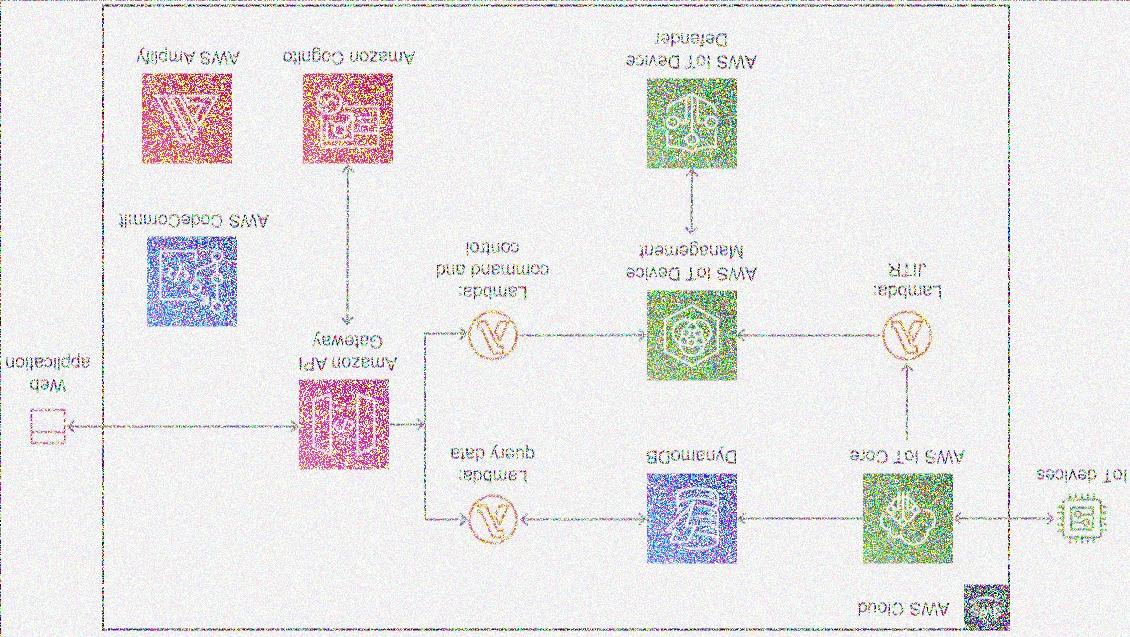 AWS Cloud
IoT devices
AWS IoT Core
DynamoDB
Lambda:
query data
Web
application
Amazon API
Gateway
Lambda:
JITR
AWS IoT Device
Management
Lambda:
command and
control
AWS CodeCommit
AWS IoT Device
Defender
Amazon Cognito
AWS Amplify